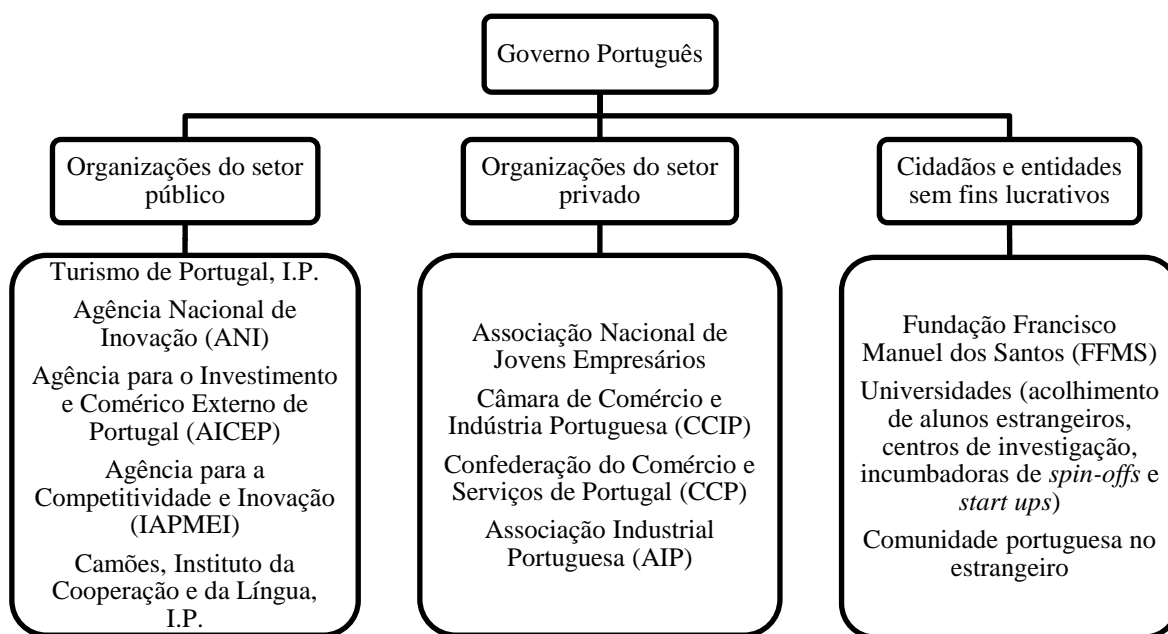 Governo Português
Organizações do setor
público
Organizações do setor
privado
Cidadãos e entidades
sem fins lucrativos
Turismo de Portugal, I.P.
Agência Nacional de
Inovação (ANI)
Agência para o Investimento
e Comérico Externo de
Portugal (AICEP)
Agência para a
Competitividade e Inovação
(IAPMEI)
Camões, Instituto da
Cooperação e da Língua,
I.P.
Associação Nacional de
Jovens Empresários
Câmara de Comércio e
Indústria Portuguesa (CCIP)
Confederação do Comércio e
Serviços de Portugal (CCP)
Associação Industrial
Portuguesa (AIP)
Fundação Francisco
Manuel dos Santos (FFMS)
Universidades (acolhimento
de alunos estrangeiros,
centros de investigação,
incumbadoras de spin-offs e
start ups)
Comunidade portuguesa no
estrangeiro